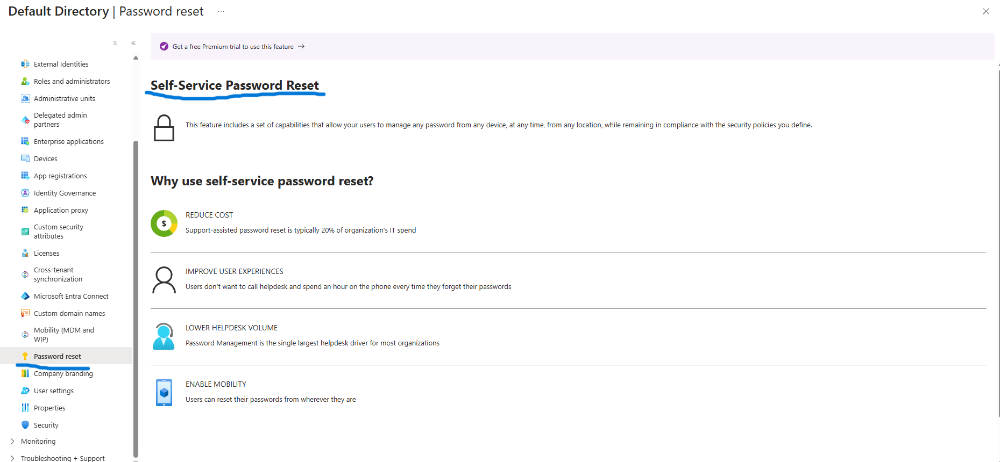 Default Directory | Password reset ...
Get a free Premium trial to use this feature →
External Identities
Roles and administrators
Administrative units
Delegated admin
partners
Enterprise applications
Devices
App registrations
Identity Governance
Application proxy
Custom security
attributes
Licenses
Cross-tenant
synchronization
Microsoft Entra Connect
Custom domain names
Mobility (MDM and
WIP)
Password reset
Company branding
User settings
Properties
Security
Monitoring
Troubleshooting + Support
Self-Service Password Reset
This feature includes a set of capabilities that allow your users to manage any password from any device, at any time, from any location, while remaining in compliance with the security policies you define.
Why use self-service password reset?
$
REDUCE COST
Support-assisted password reset is typically 20% of organization's IT spend
IMPROVE USER EXPERIENCES
Users don’t want to call helpdesk and spend an hour on the phone every time they forget their passwords
LOWER HELPDESK VOLUME
Password Management is the single largest helpdesk driver for most organizations
ENABLE MOBILITY
Users can reset their passwords from wherever they are